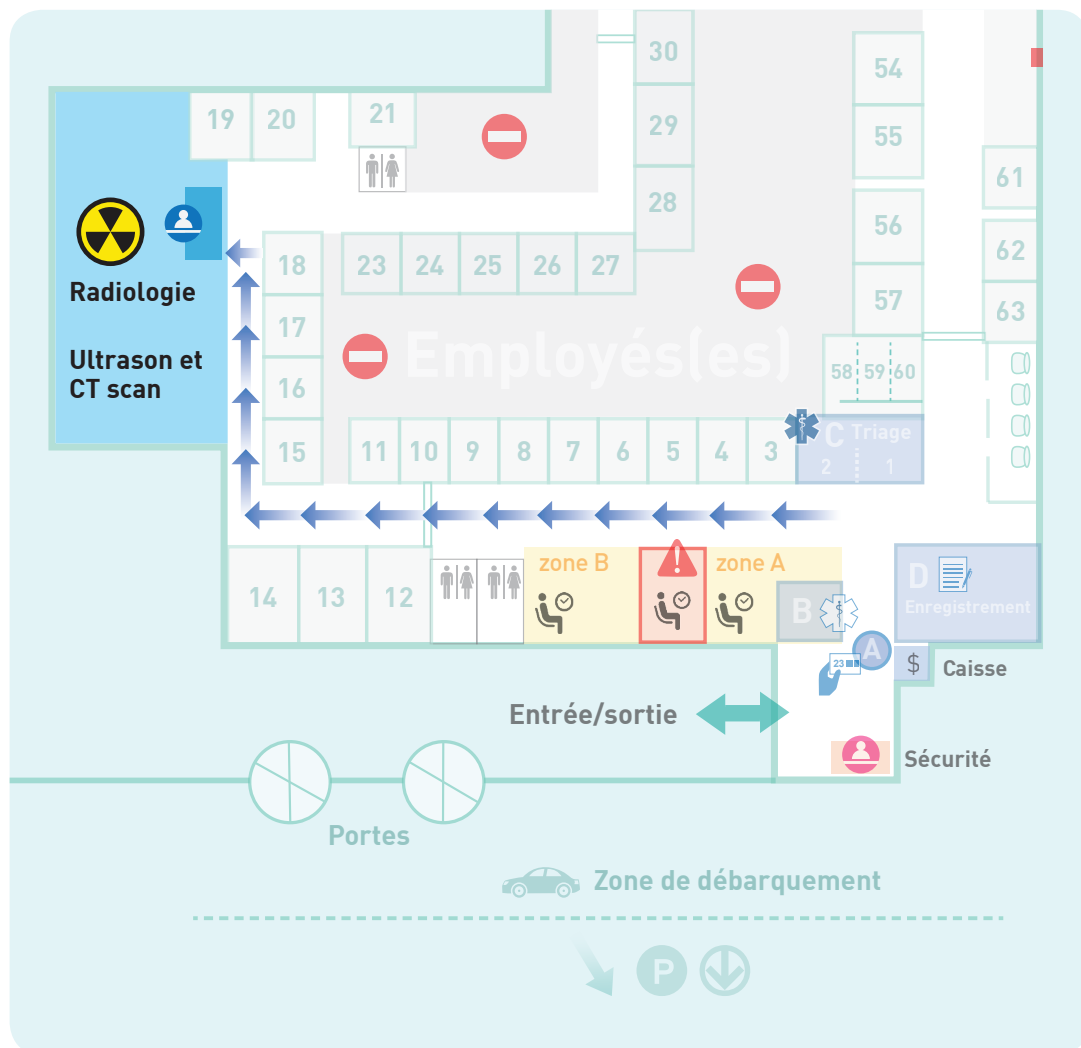 30
54
19
20
21
29
55
61
28
56
62
18
23
24
25
26
27
57
63
Radiologie
17
Employés(es)
Ultrason et
CT scan
16
58
59
60
15
11
10
9
8
7
6
5
4
3
C Triage
2
1
zone B
zone A
14
13
12
B
D
Enregistrement
A
23
$
Caisse
Entrée/sortie
Sécurité
Portes
Zone de débarquement
P